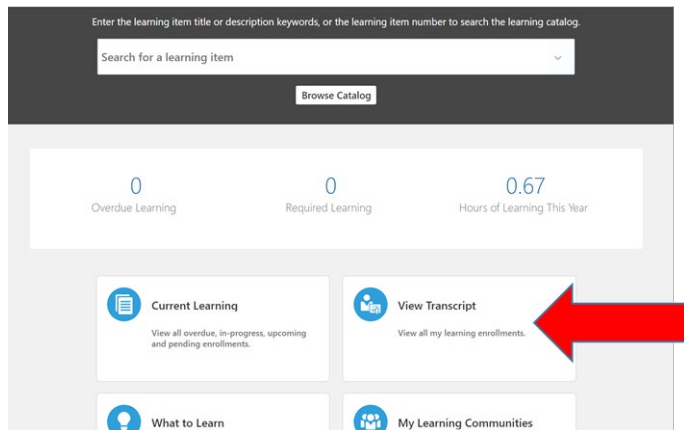 Enter the learning item title or description keywords, or the learning item number to search the learning catalog.
Search for a learning item
Browse Catalog
0
Overdue Learning
0
Required Learning
0.67
Hours of Learning This Year
Current Learning
View all overdue, in-progress, upcoming
and pending enrollments.
View Transcript
View all my learning enrollments.
What to Learn
My Learning Communities